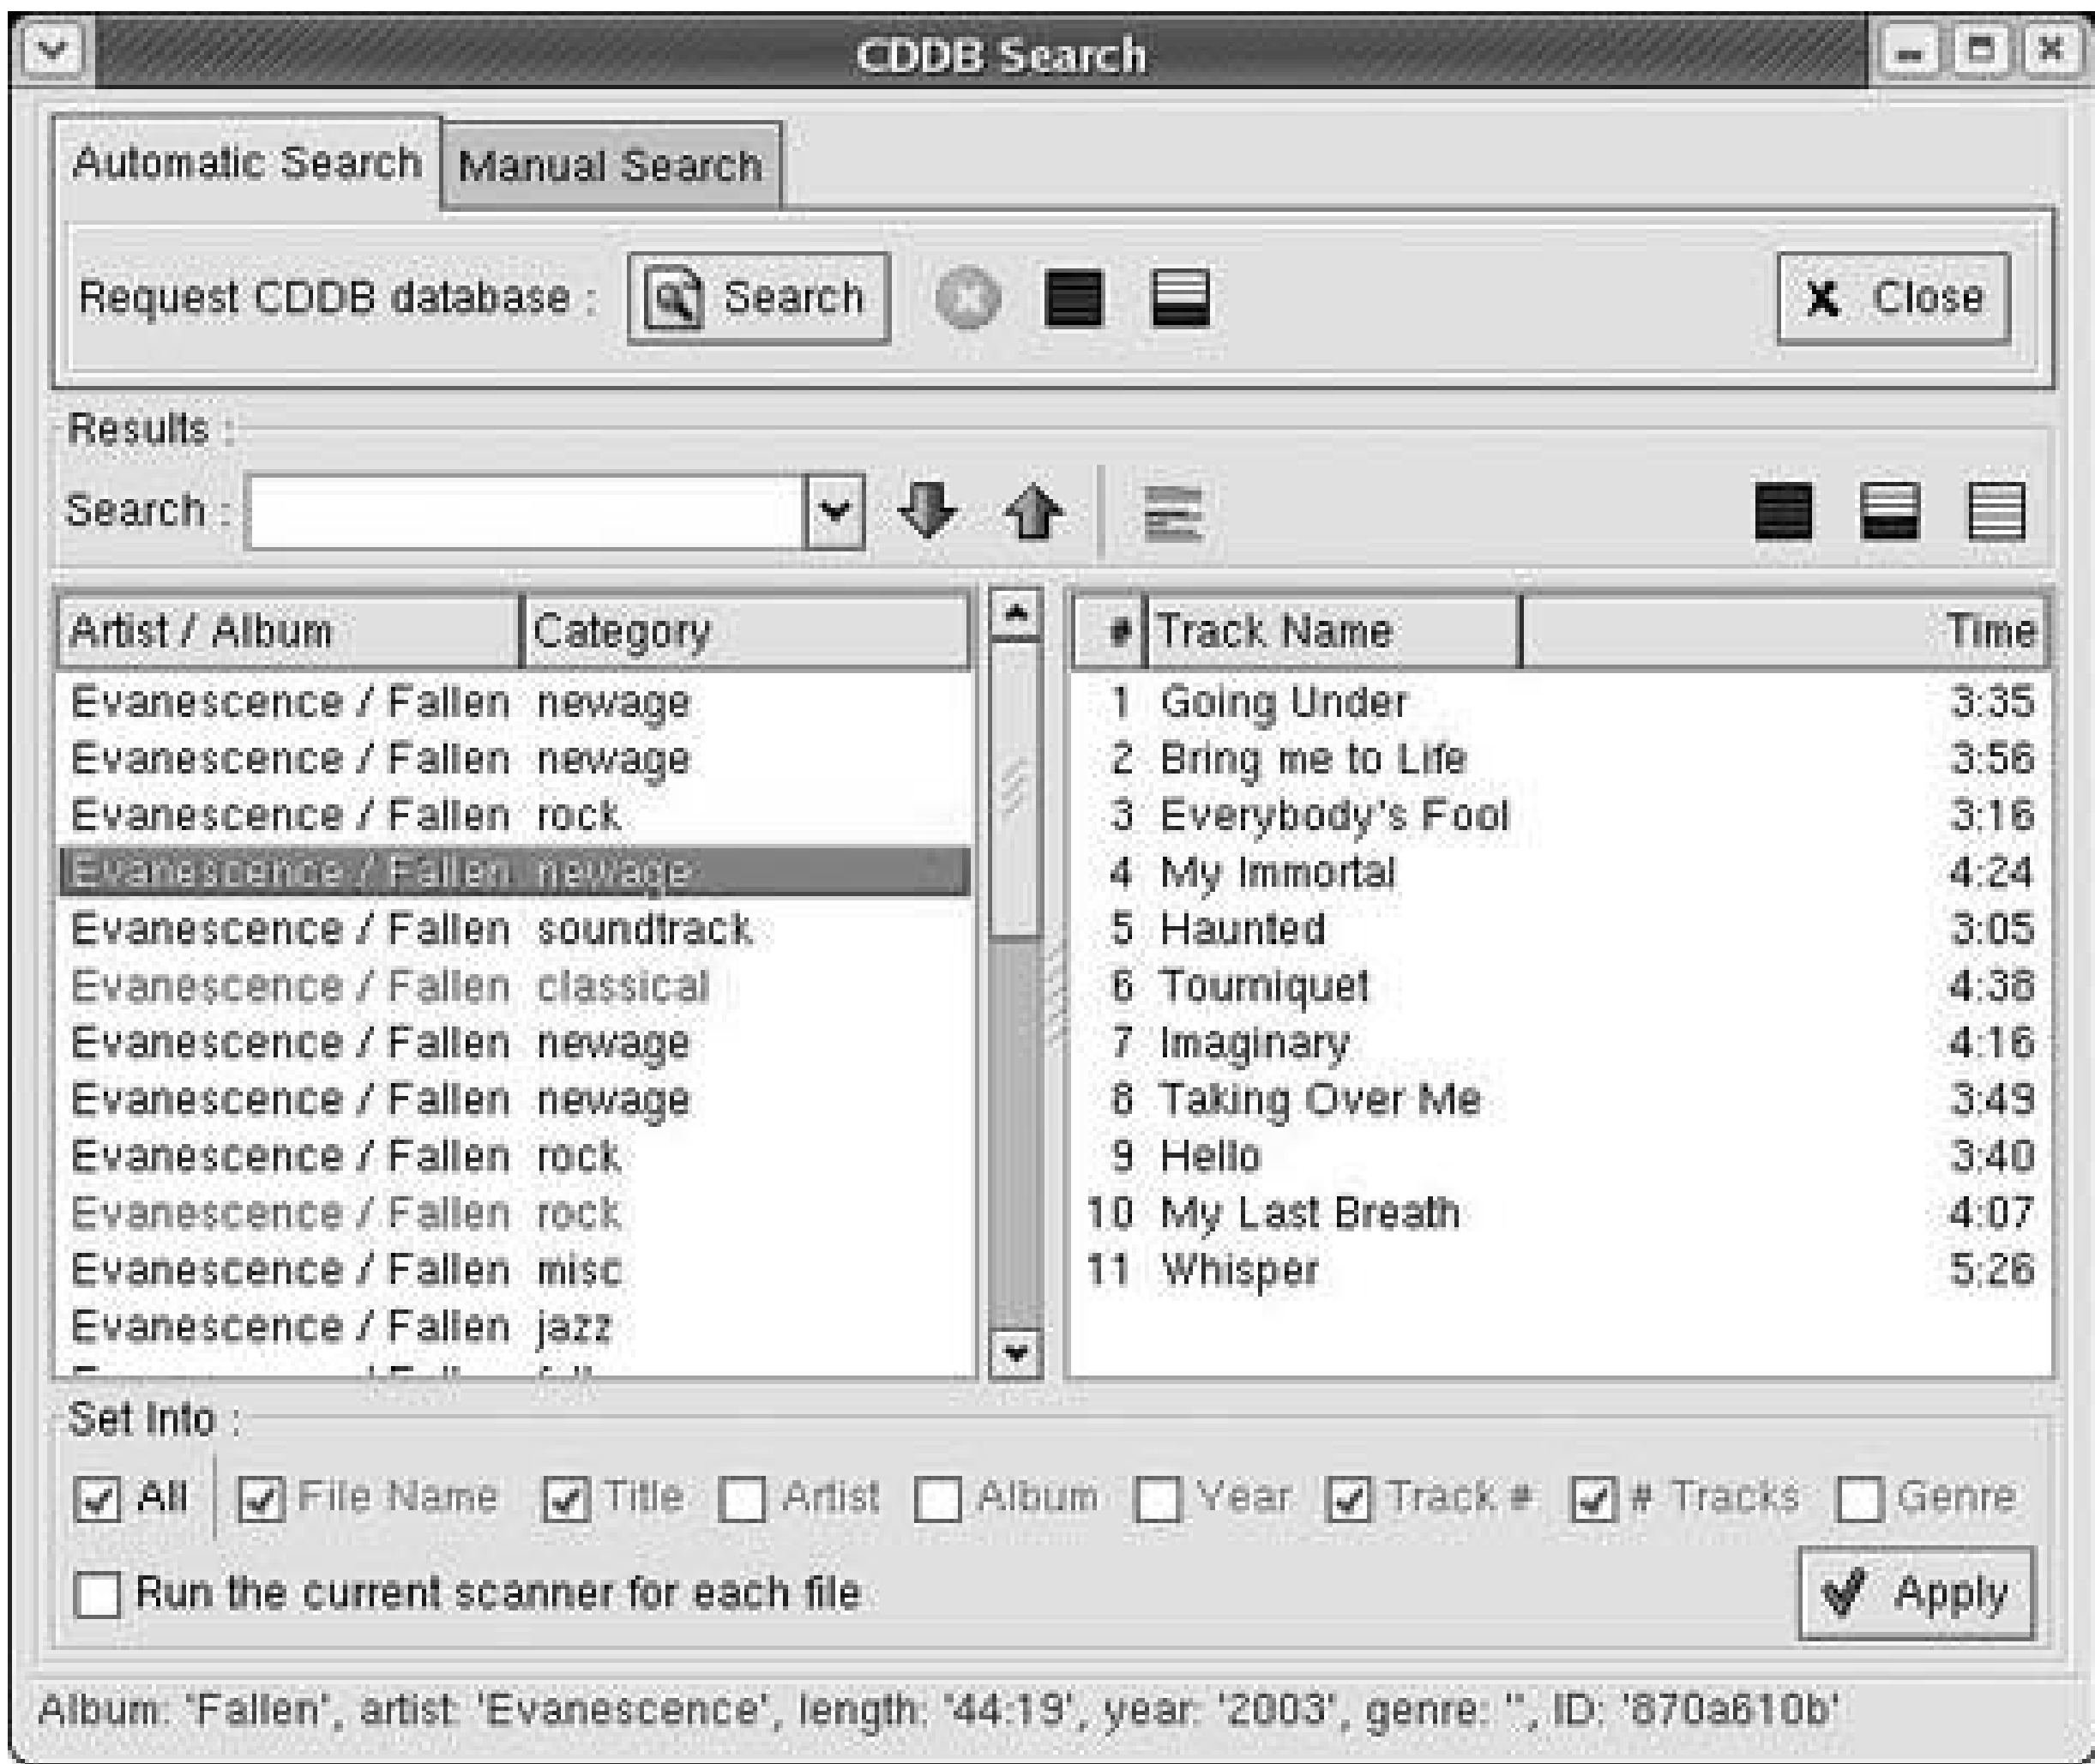 CDDB Search
Automatic Search Manual Search
Request CDDB database : Search Close
Results :
Search :
Artist / Album Category
Evanescence / Fallen newage
Evanescence / Fallen newage
Evanescence / Fallen rock
Evanescence / Fallen newage
Evanescence / Fallen soundtrack
Evanescence / Fallen classical
Evanescence / Fallen newage
Evanescence / Fallen newage
Evanescence / Fallen rock
Evanescence / Fallen rock
Evanescence / Fallen misc
Evanescence / Fallen jazz
# Track Name Time
1 Going Under 3:35
2 Bring me to Life 3:56
3 Everybody's Fool 3:16
4 My Immortal 4:24
5 Haunted 3:05
6 Tourniquet 4:38
7 Imaginary 4:16
8 Taking Over Me 3:49
9 Hello 3:40
10 My Last Breath 4:07
11 Whisper 5:26
Set Into :
All File Name Title Artist Album Year Track # # Tracks Genre
Run the current scanner for each file Apply
Album: 'Fallen', artist: 'Evanescence', length: '44:19', year: '2003', genre: '', ID: '870a610b'